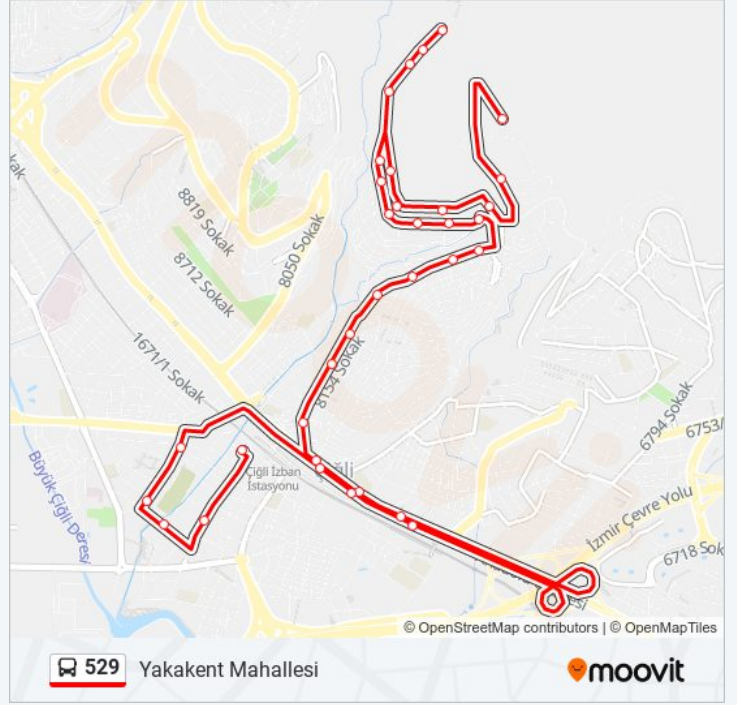 okak
8819 Sokak
8050 Sokak
8712 Sokak
1671/1 Sokak
8154 Sokak
6794 Sokak
6753/
Çiğli İzban
İstasyonu
Büyük Çiğli Deresi
İzmir Çevre Yolu
6718 Sok
© OpenStreetMap contributors | © OpenMapTiles
529 Yakakent Mahallesi
moovit